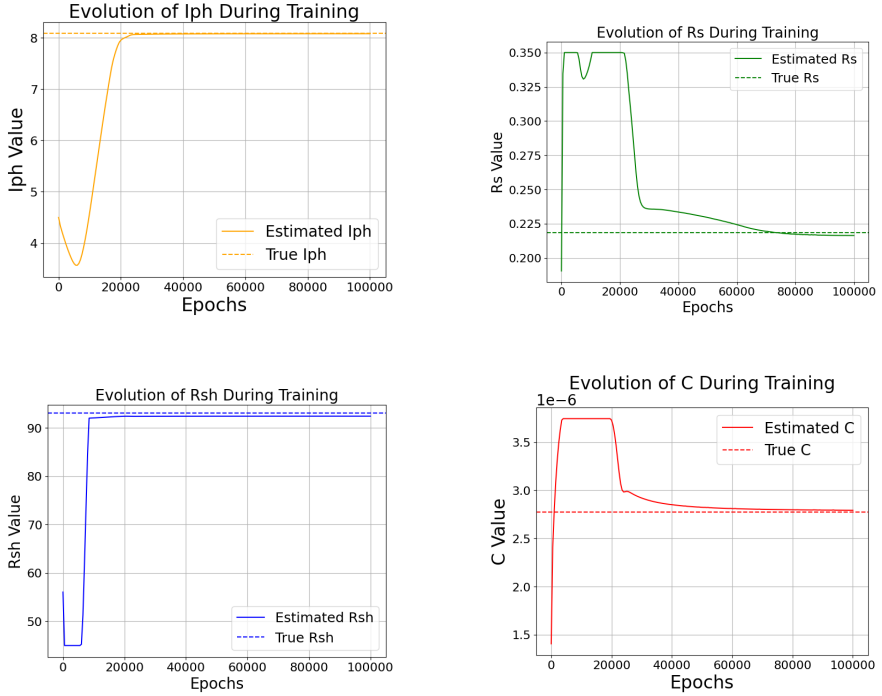 Evolution of Iph During Training
Iph Value
8
7
6
5
4
Estimated Iph
True Iph
0 20000 40000 60000 80000 100000
Epochs
Evolution of Rs During Training
Rs Value
0.350
0.325
0.300
0.275
0.250
0.225
0.200
Estimated Rs
True Rs
0 20000 40000 60000 80000 100000
Epochs
Evolution of Rsh During Training
Rsh Value
90
80
70
60
50
Estimated Rsh
True Rsh
0 20000 40000 60000 80000 100000
Epochs
Evolution of C During Training
1e−6
C Value
3.5
3.0
2.5
2.0
1.5
Estimated C
True C
0 20000 40000 60000 80000 100000
Epochs